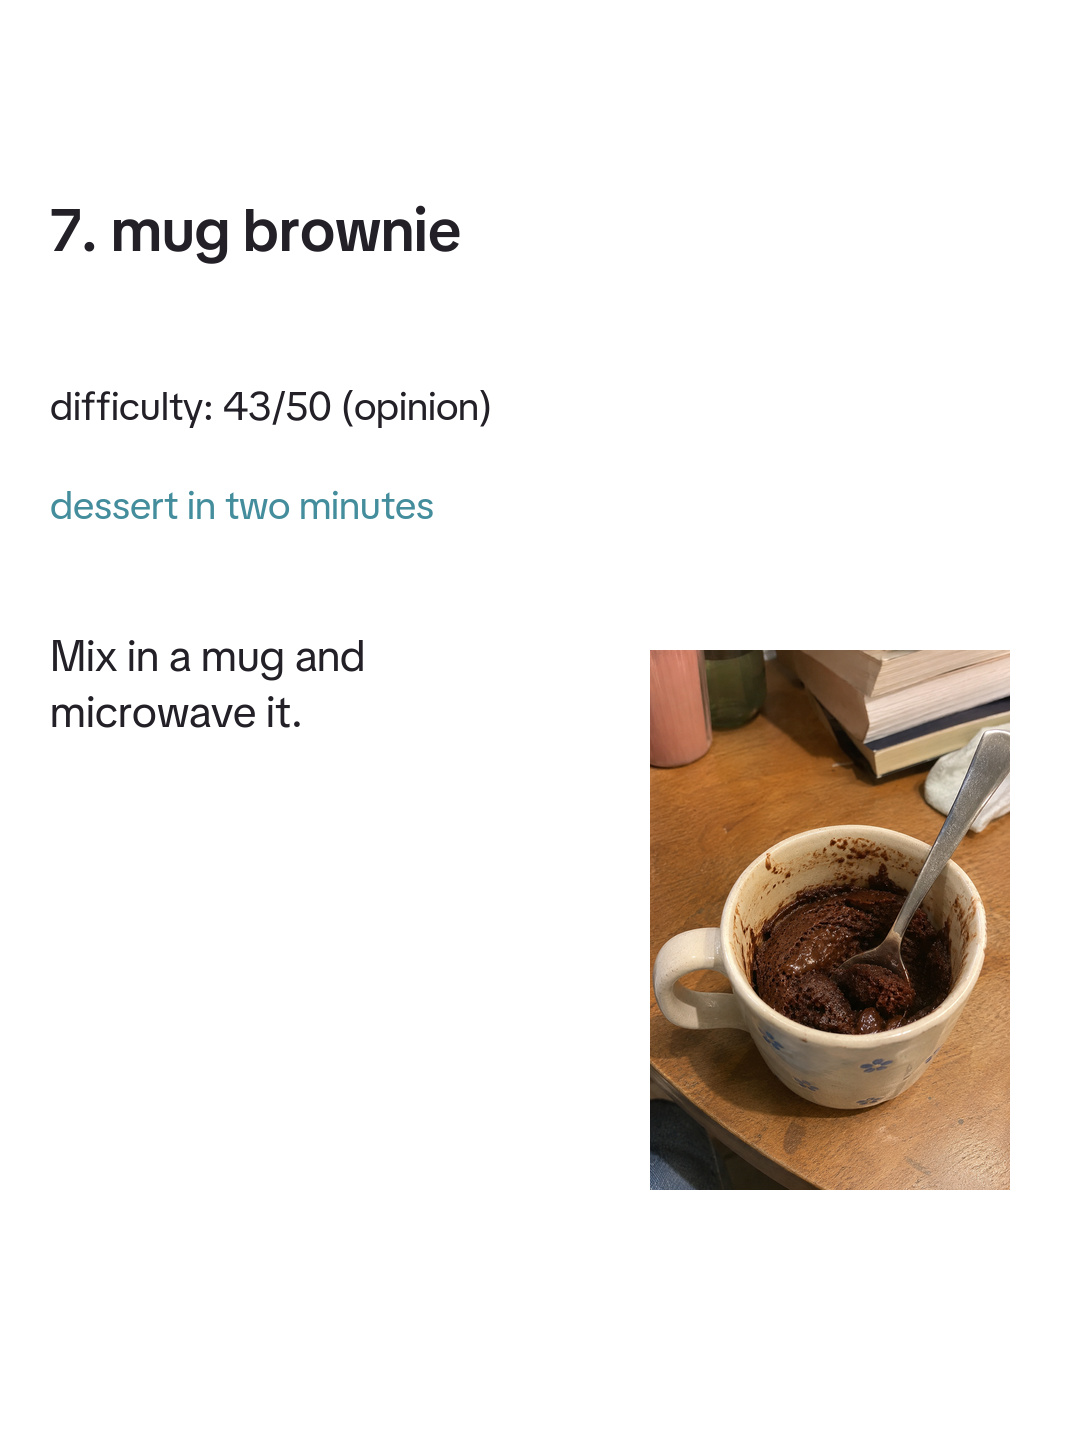 7. mug brownie
difficulty: 43/50 (opinion)
dessert in two minutes
Mix in a mug and
microwave it.